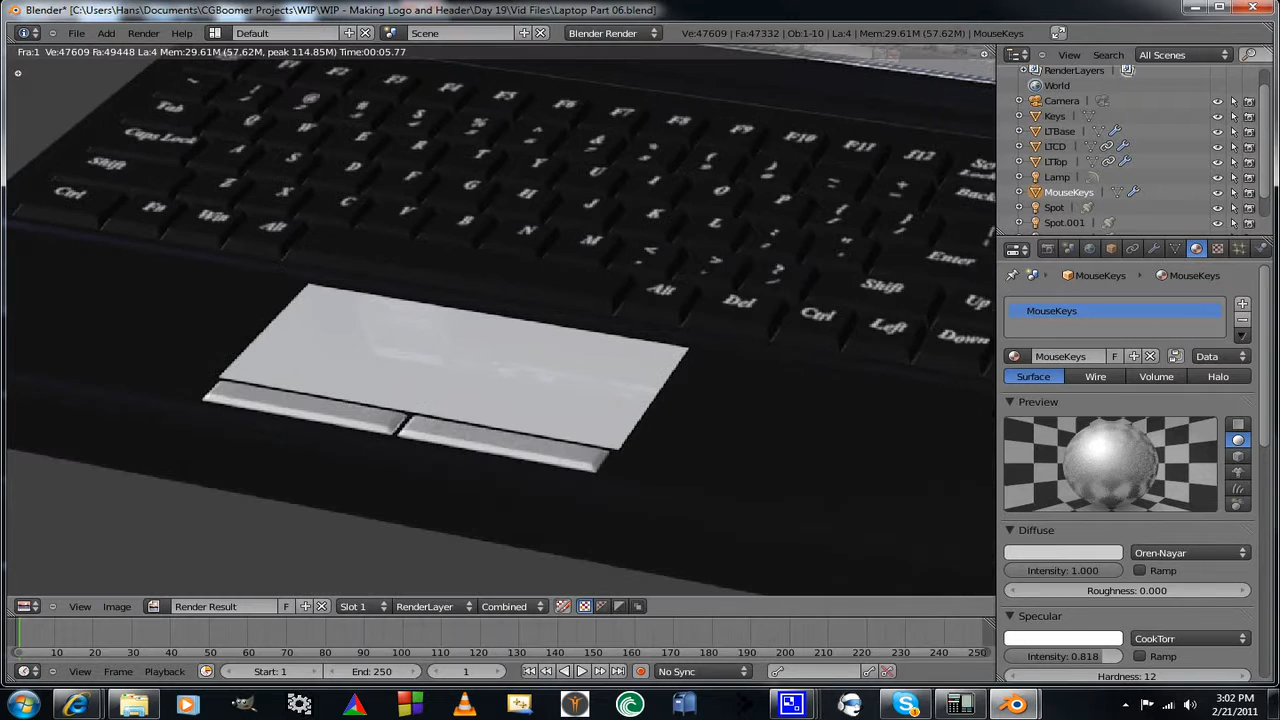 Blender* [C:\Users\Hans\Documents\CGBoomer Projects\WIP\WIP - Making Logo and Header\Day 19\Vid Files\Laptop Part 06.blend]
File Add Render Help Default Scene Blender Render Ve:47609 | Fa:47332 | Ob:1-10 | La:4 | Mem:29.61M (57.62M) | MouseKeys
Fra:1 Ve:47609 Fa:49448 La:4 Mem:29.61M (57.62M, peak 114.85M) Time:00:05.77
View Search All Scenes
RenderLayers
World
Camera
Keys
LTBase
LTCD
LTTop
Lamp
MouseKeys
Spot
Spot.001
F4 F5 F6 F7 F8 F9 F10 F11 f12
Tab Q W E R T Y U I O P
Caps Lock A S D F G H J K L Enter
Shift Z X C V B N M < > ? Shift Up
Ctrl Fn Win Alt Alt Del Ctrl Left Down
MouseKeys MouseKeys
MouseKeys
MouseKeys F Data
Surface Wire Volume Halo
Preview
Diffuse
Oren-Nayar
Intensity: 1.000 Ramp
Roughness: 0.000
Specular
CookTorr
Intensity: 0.818 Ramp
Hardness: 12
View Image Render Result F Slot 1 RenderLayer Combined
10 20 30 40 50 60 70 80 90 100 110 120 130 140 150 160 170 180 190 200 210 220 230 240 250
View Frame Playback Start: 1 End: 250 1 No Sync
3:02 PM
2/21/2011